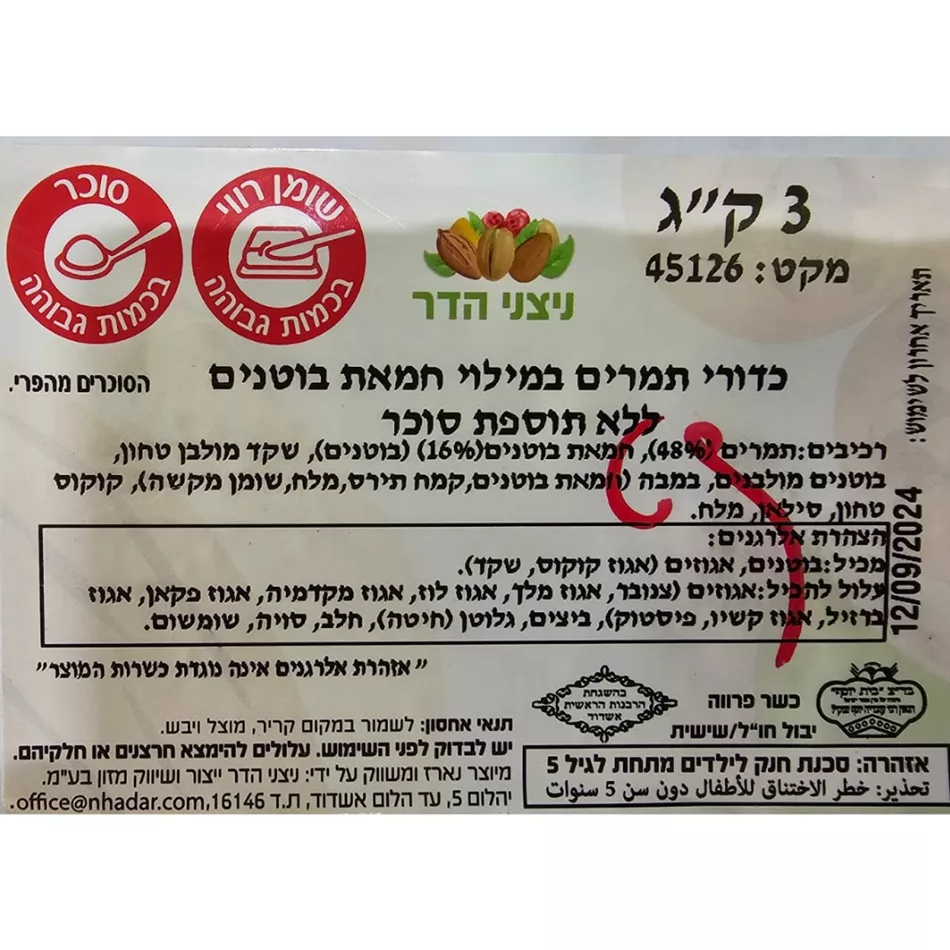 3 ק״ג
מקט: 45126
ניצני הדר
שומן רווי
בכמות גבוהה
סוכר
בכמות גבוהה
תאריך אחרון לשימוש:
12/09/2024
כדורי תמרים במילוי חמאת בוטנים
הסוכרים מהפרי.
ללא תוספת סוכר
רכיבים:תמרים (48%), חמאת בוטנים(16%) (בוטנים), שקד מולבן טחון,
בוטנים מולבנים, במבה (חמאת בוטנים,קמח תירס,מלח,שומן מקשה), קוקוס
טחון, סילאן, מלח.
הצהרת אלרגנים:
מכיל:בוטנים, אגוזים (אגוז קוקוס, שקד).
עלול להכיל:אגוזים (צנובר, אגוז מלך, אגוז לוז, אגוז מקדמיה, אגוז פקאן, אגוז
ברזיל, אגוז קשיו, פיסטוק), ביצים, גלוטן (חיטה), חלב, סויה, שומשום.
״אזהרת אלרגנים אינה נוגדת כשרות המוצר״
בד״צ ״בית יוסף״
כשר פרווה
יבול חו״ל/שישית
בהשגחת
הרבנות הראשית
אשדוד
אזהרה: סכנת חנק לילדים מתחת לגיל 5
تحذير: خطر الاختناق للأطفال دون سن 5 سنوات
תנאי אחסון: לשמור במקום קריר, מוצל ויבש.
יש לבדוק לפני השימוש. עלולים להימצא חרצנים או חלקיהם.
מיוצר נארז ומשווק על ידי: ניצני הדר ייצור ושיווק מזון בע״מ.
יהלום 5, עד הלום אשדוד, ת.ד 16146,office@nhadar.com.